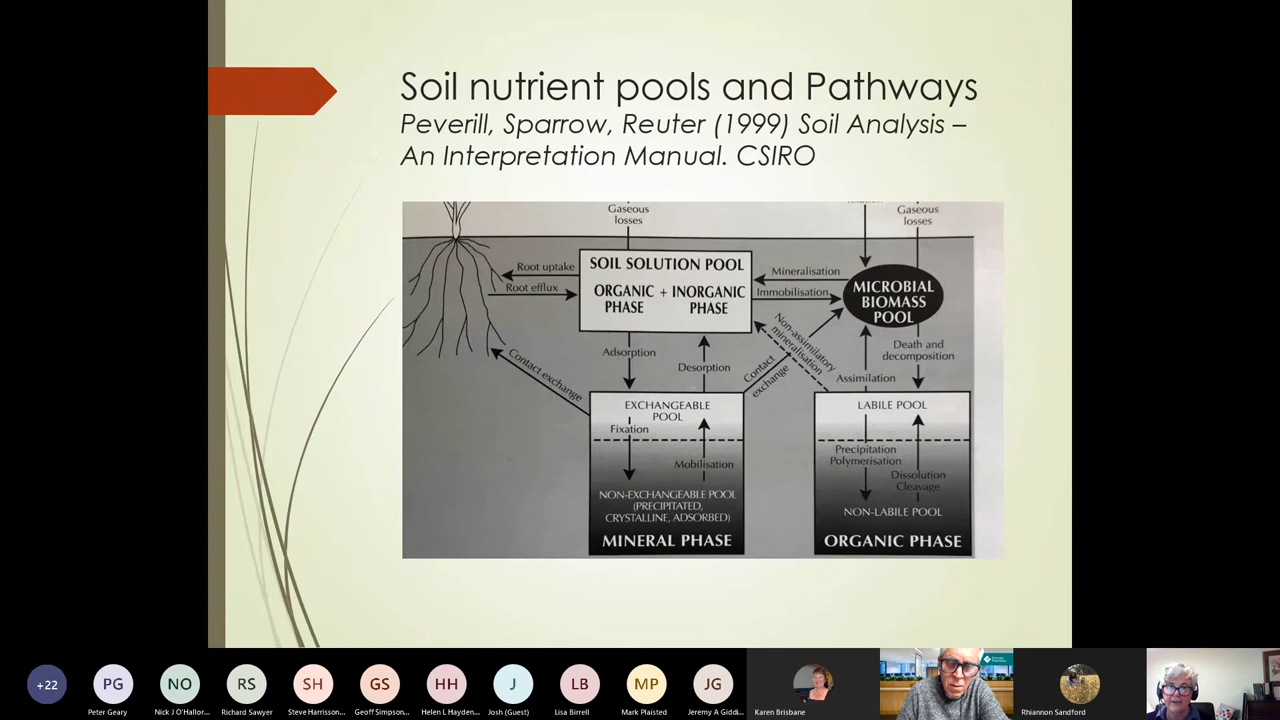 Soil nutrient pools and Pathways
Peverill, Sparrow, Reuter (1999) Soil Analysis –
An Interpretation Manual. CSIRO
Gaseous
losses
Gaseous
losses
Root uptake
Root efflux
SOIL SOLUTION POOL
ORGANIC + INORGANIC
PHASE PHASE
Mineralisation
Immobilisation
MICROBIAL
BIOMASS
POOL
Adsorption
Desorption
Contact exchange
Contact
exchange
Non-assimilatory
mineralisation
Death and
decomposition
Assimilation
EXCHANGEABLE
POOL
Fixation
Mobilisation
NON-EXCHANGEABLE POOL
(PRECIPITATED,
CRYSTALLINE, ADSORBED)
MINERAL PHASE
LABILE POOL
Precipitation
Polymerisation
Dissolution
Cleavage
NON-LABILE POOL
ORGANIC PHASE
+22
PG
NO
RS
SH
GS
HH
J
LB
MP
JG
Peter Geary
Nick J O'Hallor...
Richard Sawyer
Steve Harrisson...
Geoff Simpson...
Helen L Hayden...
Josh (Guest)
Lisa Birrell
Mark Plaisted
Jeremy A Giddi...
Karen Brisbane
Rhiannon Sandford